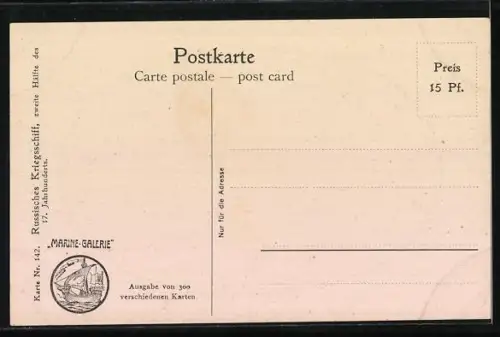 Postkarte
Carte postale — post card
Preis
15 Pf.
Karte Nr. 142. Russisches Kriegsschiff, zweite Hälfte des
17. Jahrhunderts.
Nur für die Adresse
„MARINE-GALERIE”
Ausgabe von 300
verschiedenen Karten